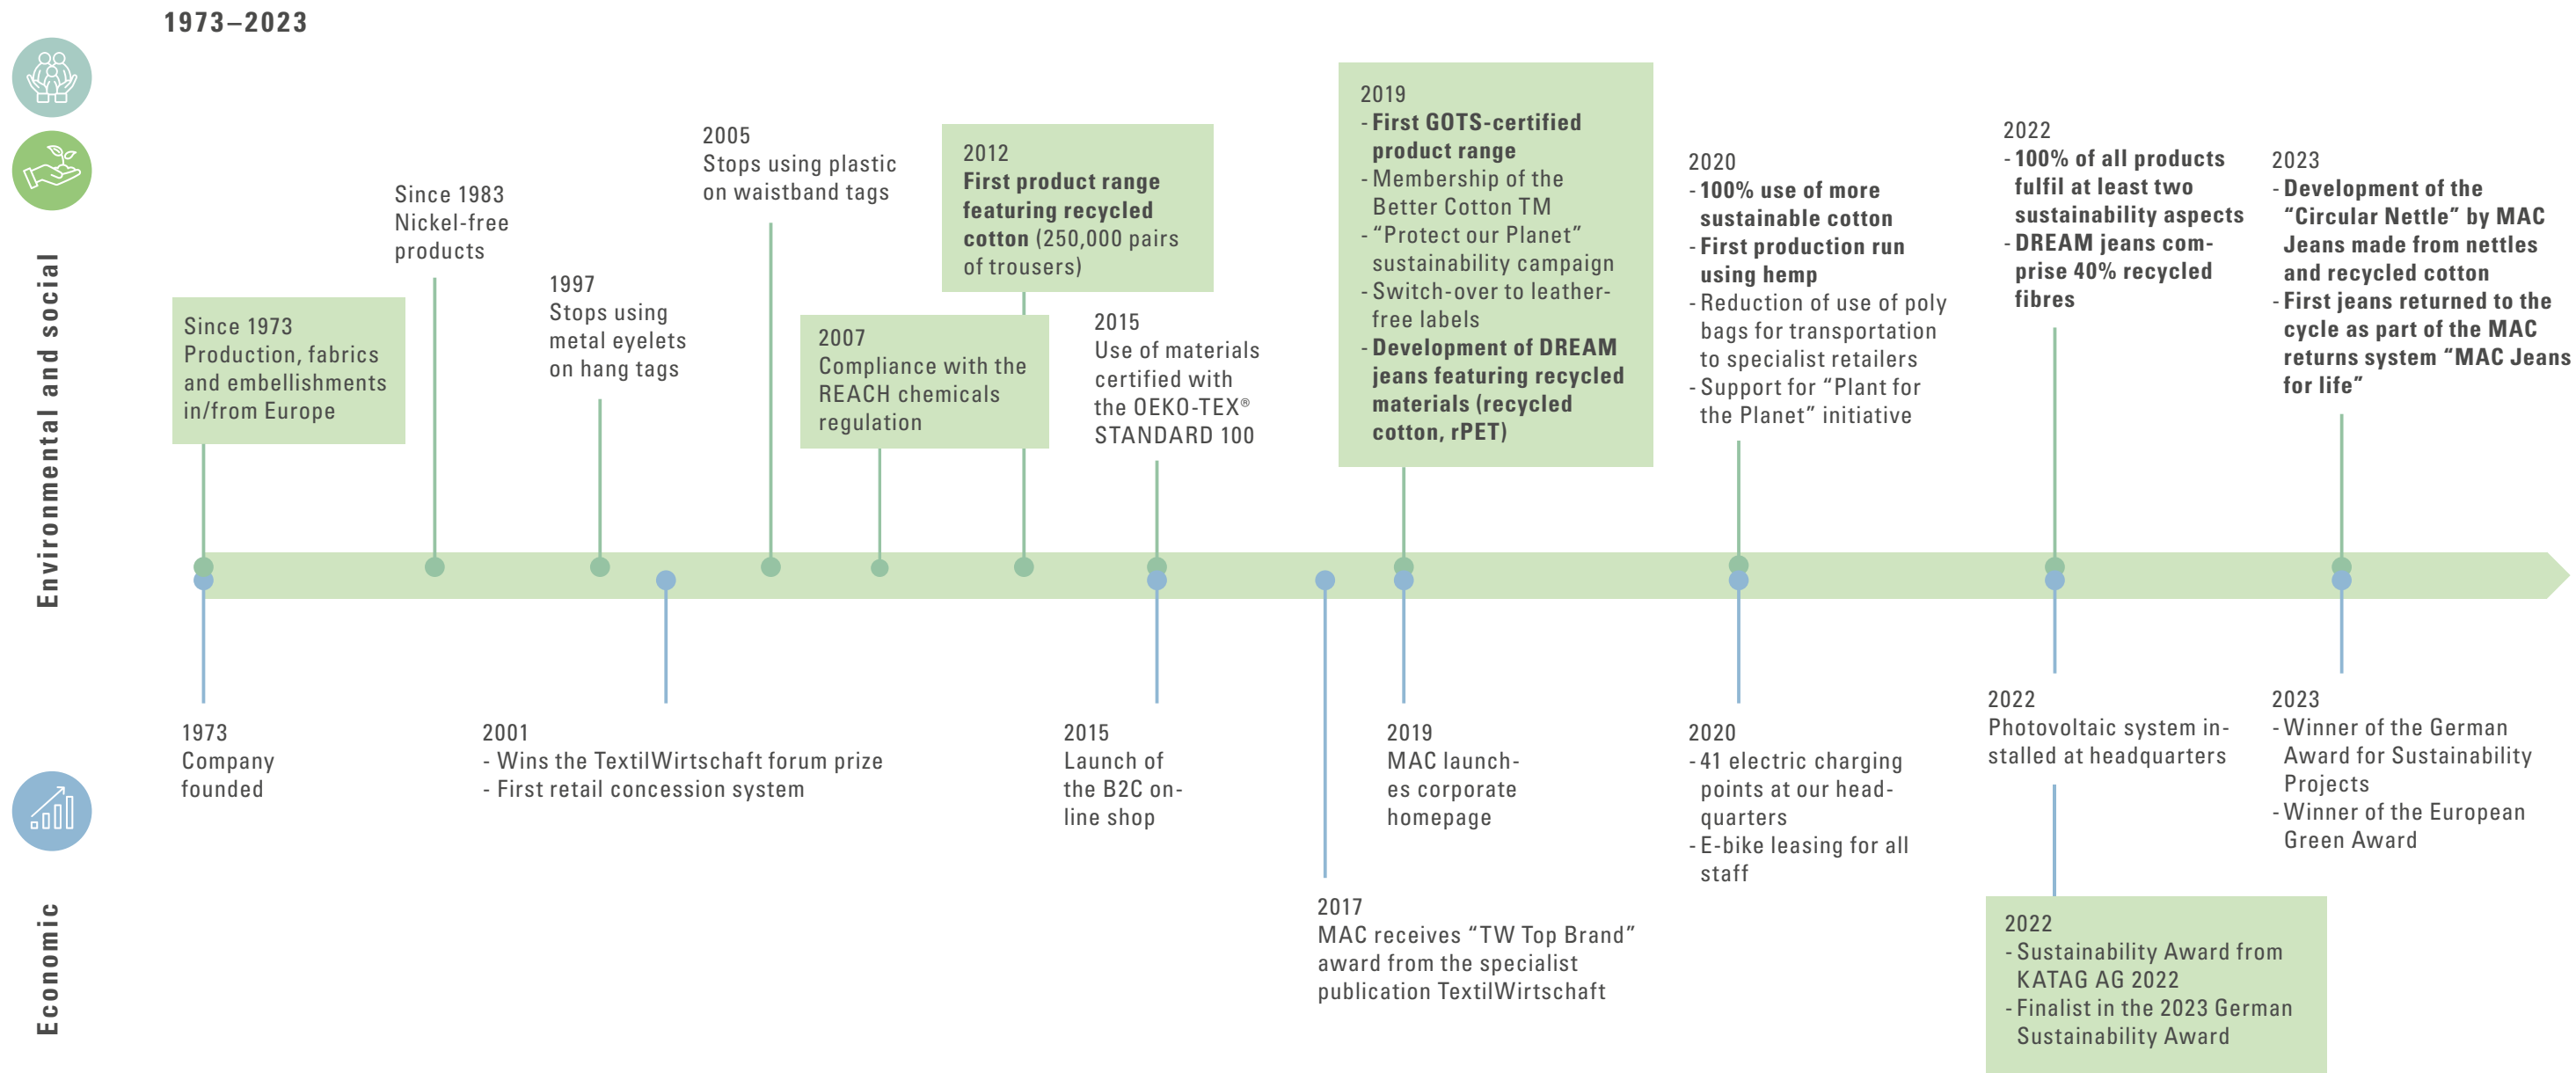 1973–2023
Environmental and social
Since 1973
Production, fabrics
and embellishments
in/from Europe
Since 1983
Nickel-free
products
1997
Stops using
metal eyelets
on hang tags
2005
Stops using plastic
on waistband tags
2007
Compliance with the
REACH chemicals
regulation
2012
First product range
featuring recycled
cotton (250,000 pairs
of trousers)
2015
Use of materials
certified with
the OEKO-TEX®
STANDARD 100
2019
- First GOTS-certified
product range
- Membership of the
Better Cotton TM
- “Protect our Planet”
sustainability campaign
- Switch-over to leather-
free labels
- Development of DREAM
jeans featuring recycled
materials (recycled
cotton, rPET)
2020
- 100% use of more
sustainable cotton
- First production run
using hemp
- Reduction of use of poly
bags for transportation
to specialist retailers
- Support for “Plant for
the Planet” initiative
2022
- 100% of all products
fulfil at least two
sustainability aspects
- DREAM jeans com-
prise 40% recycled
fibres
2023
- Development of the
“Circular Nettle” by MAC
Jeans made from nettles
and recycled cotton
- First jeans returned to the
cycle as part of the MAC
returns system “MAC Jeans
for life”
Economic
1973
Company
founded
2001
- Wins the TextilWirtschaft forum prize
- First retail concession system
2015
Launch of
the B2C on-
line shop
2017
MAC receives “TW Top Brand”
award from the specialist
publication TextilWirtschaft
2019
MAC launch-
es corporate
homepage
2020
- 41 electric charging
points at our head-
quarters
- E-bike leasing for all
staff
2022
Photovoltaic system in-
stalled at headquarters
2022
- Sustainability Award from
KATAG AG 2022
- Finalist in the 2023 German
Sustainability Award
2023
- Winner of the German
Award for Sustainability
Projects
- Winner of the European
Green Award